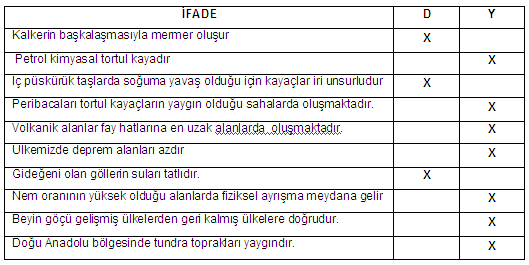 İFADE D Y
Kalkerin başkalaşmasıyla mermer oluşur X
Petrol kimyasal tortul kayadır X
İç püskürük taşlarda soğuma yavaş olduğu için kayaçlar iri unsurludur X
Peribacaları tortul kayaçların yaygın olduğu sahalarda oluşmaktadır. X
Volkanik alanlar fay hatlarına en uzak alanlarda oluşmaktadır. X
Ülkemizde deprem alanları azdır X
Gideğeni olan göllerin suları tatlıdır. X
Nem oranının yüksek olduğu alanlarda fiziksel ayrışma meydana gelir X
Beyin göçü gelişmiş ülkelerden geri kalmış ülkelere doğrudur. X
Doğu Anadolu bölgesinde tundra toprakları yaygındır. X